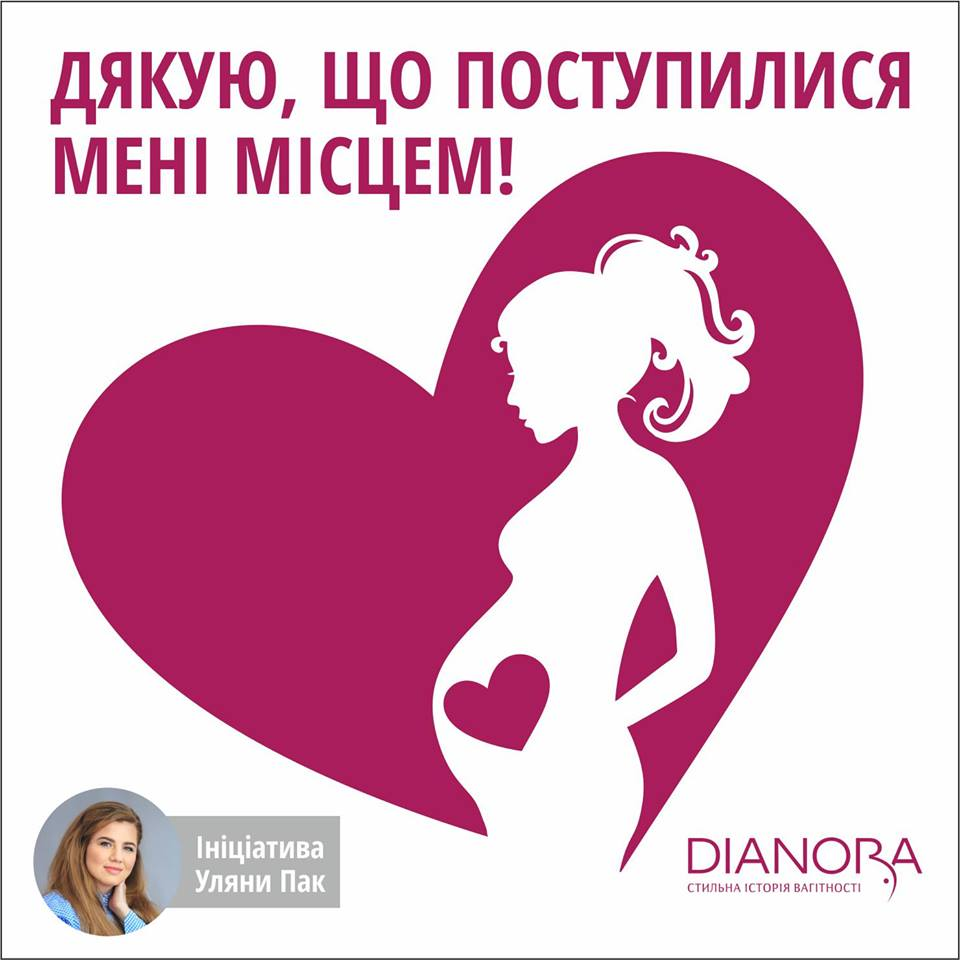 ДЯКУЮ, ЩО ПОСТУПИЛИСЯ
МЕНІ МІСЦЕМ!
Ініціатива
Уляни Пак
DIANORA
СТИЛЬНА ІСТОРІЯ ВАГІТНОСТІ